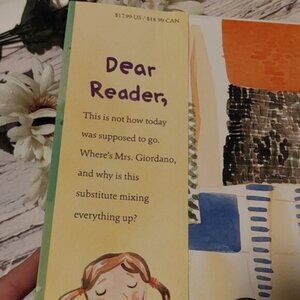 $17.99 US / $18.99 CAN
Dear
Reader,
This is not how today
was supposed to go.
Where's Mrs. Giordano,
and why is this
substitute mixing
everything up?